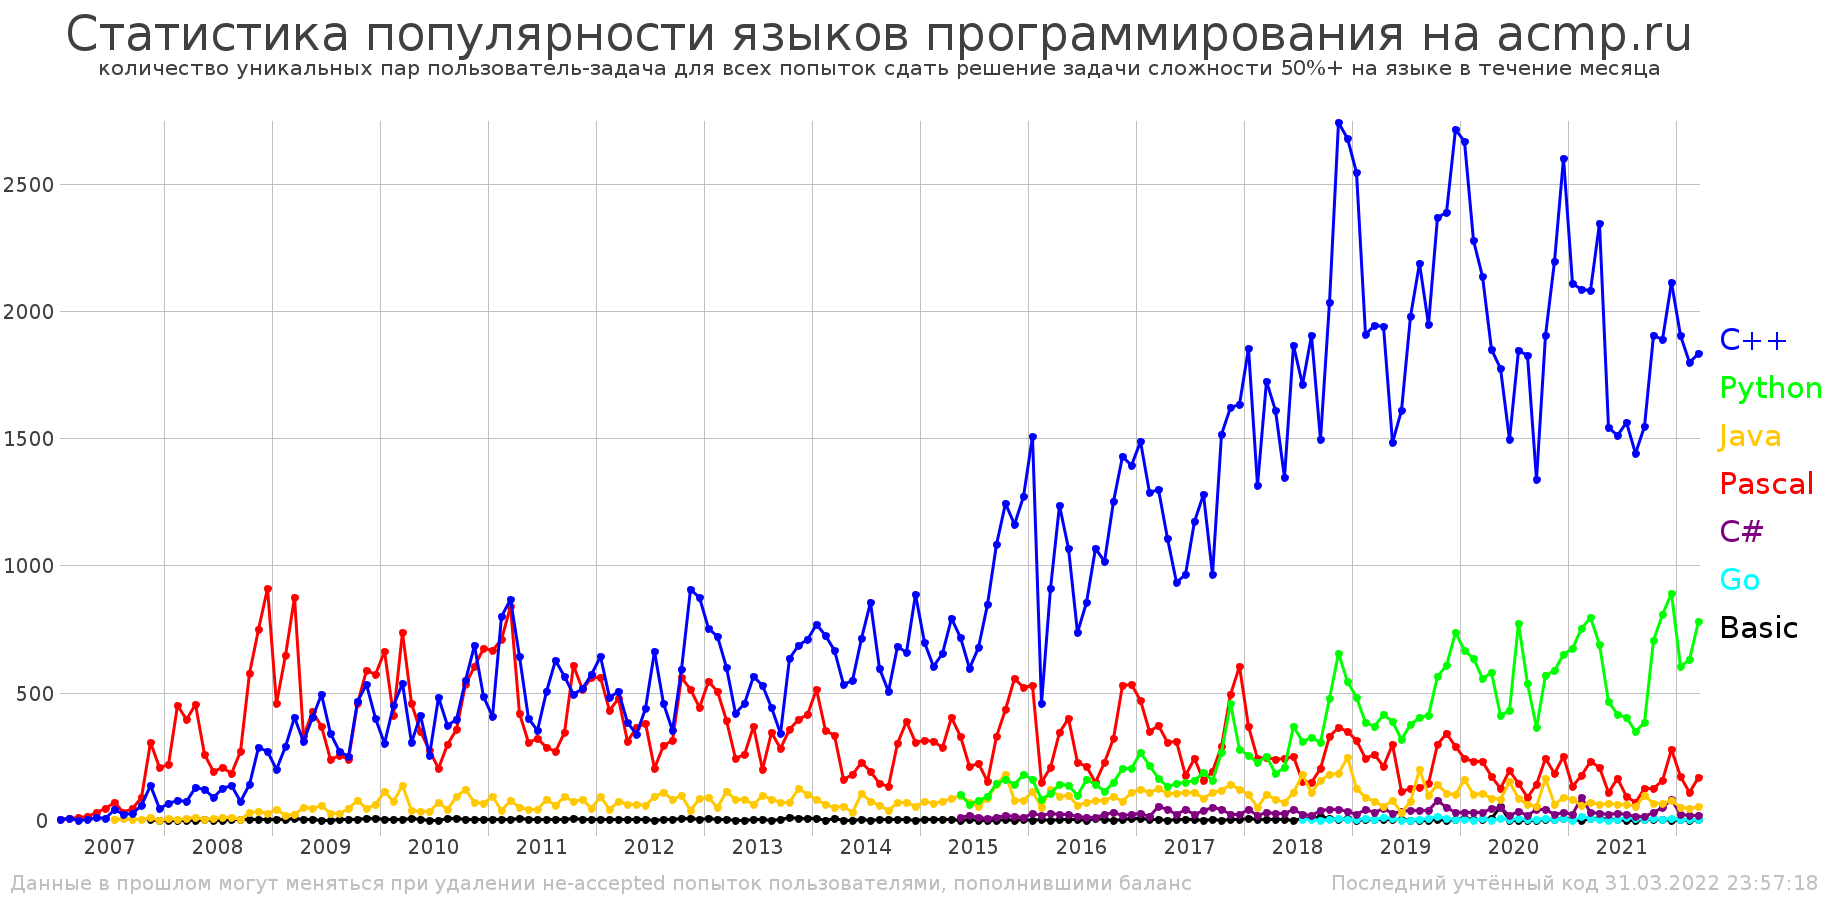 Статистика популярности языков программирования на acmp.ru
количество уникальных пар пользователь-задача для всех попыток сдать решение задачи сложности 50%+ на языке в течение месяца
2500
2000
1500
1000
500
0
C++
Python
Java
Pascal
C#
Go
Basic
2007 2008 2009 2010 2011 2012 2013 2014 2015 2016 2017 2018 2019 2020 2021
Данные в прошлом могут меняться при удалении не-accepted попыток пользователями, пополнившими баланс
Последний учтённый код 31.03.2022 23:57:18